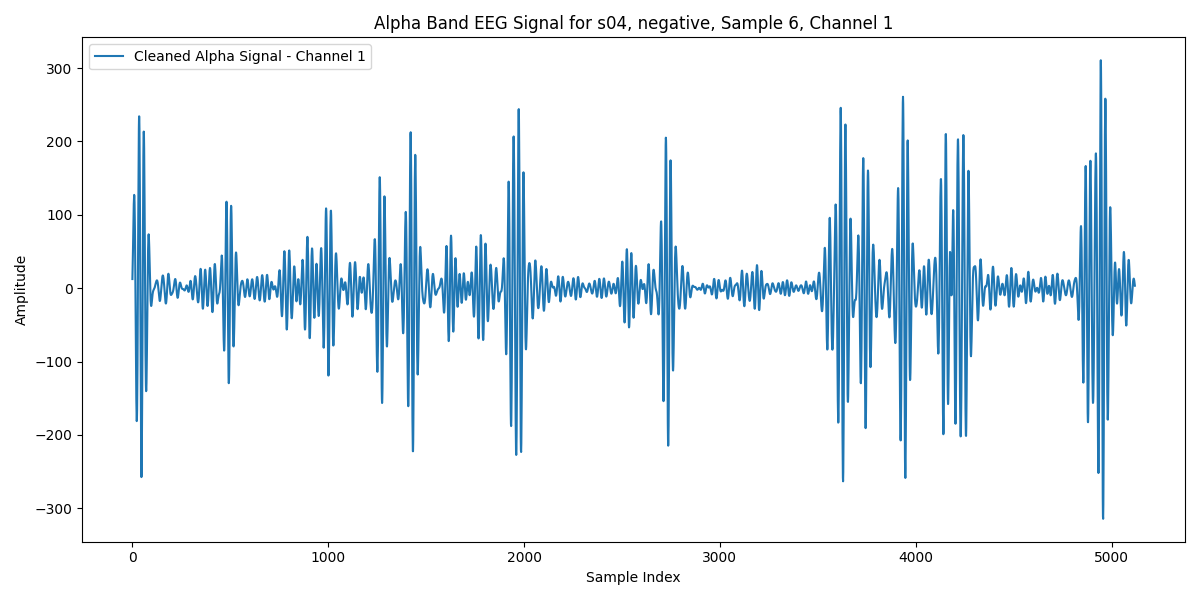 Alpha Band EEG Signal for s04, negative, Sample 6, Channel 1
Cleaned Alpha Signal - Channel 1
300
200
100
0
−100
−200
−300
Amplitude
0 1000 2000 3000 4000 5000
Sample Index